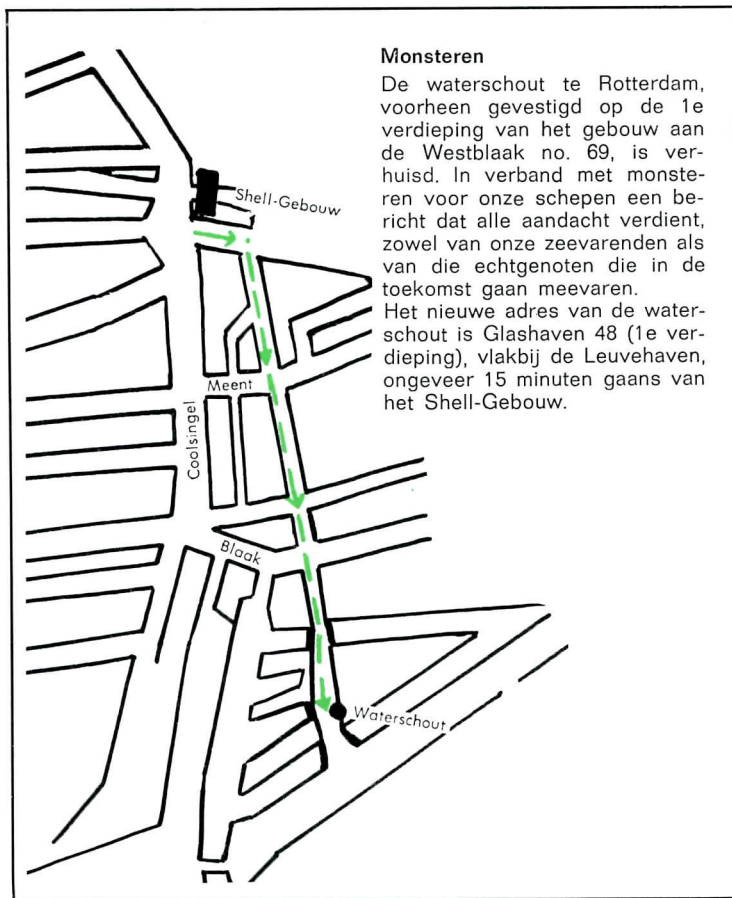 Monsteren
De waterschout te Rotterdam,
voorheen gevestigd op de 1e
verdieping van het gebouw aan
de Westblaak no. 69, is ver-
huisd. In verband met monste-
ren voor onze schepen een be-
richt dat alle aandacht verdient,
zowel van onze zeevarenden als
van die echtgenoten die in de
toekomst gaan meevaren.
Het nieuwe adres van de water-
schout is Glashaven 48 (1e ver-
dieping), vlakbij de Leuvehaven,
ongeveer 15 minuten gaans van
het Shell-Gebouw.
Shell-Gebouw
Meent
Coolsingel
Blaak
Waterschout